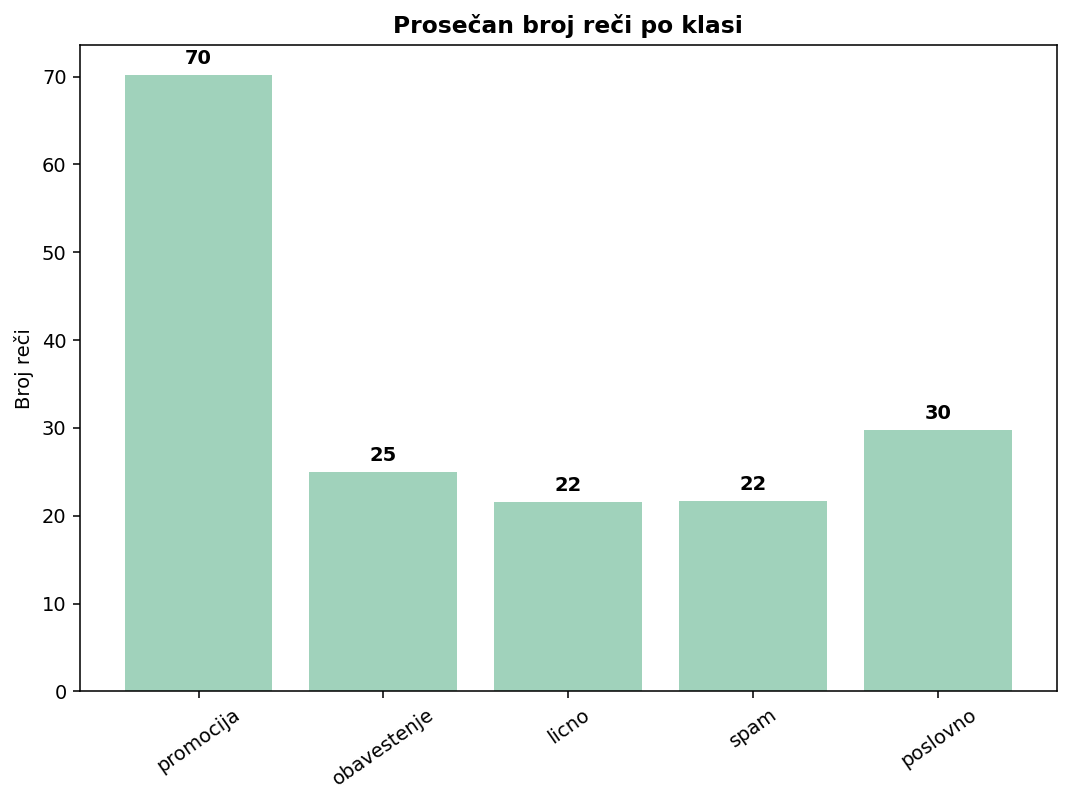 Prosečan broj reči po klasi
Broj reči
70
60
50
40
30
20
10
0
70
25
22
22
30
promocija
obavestenje
licno
spam
poslovno